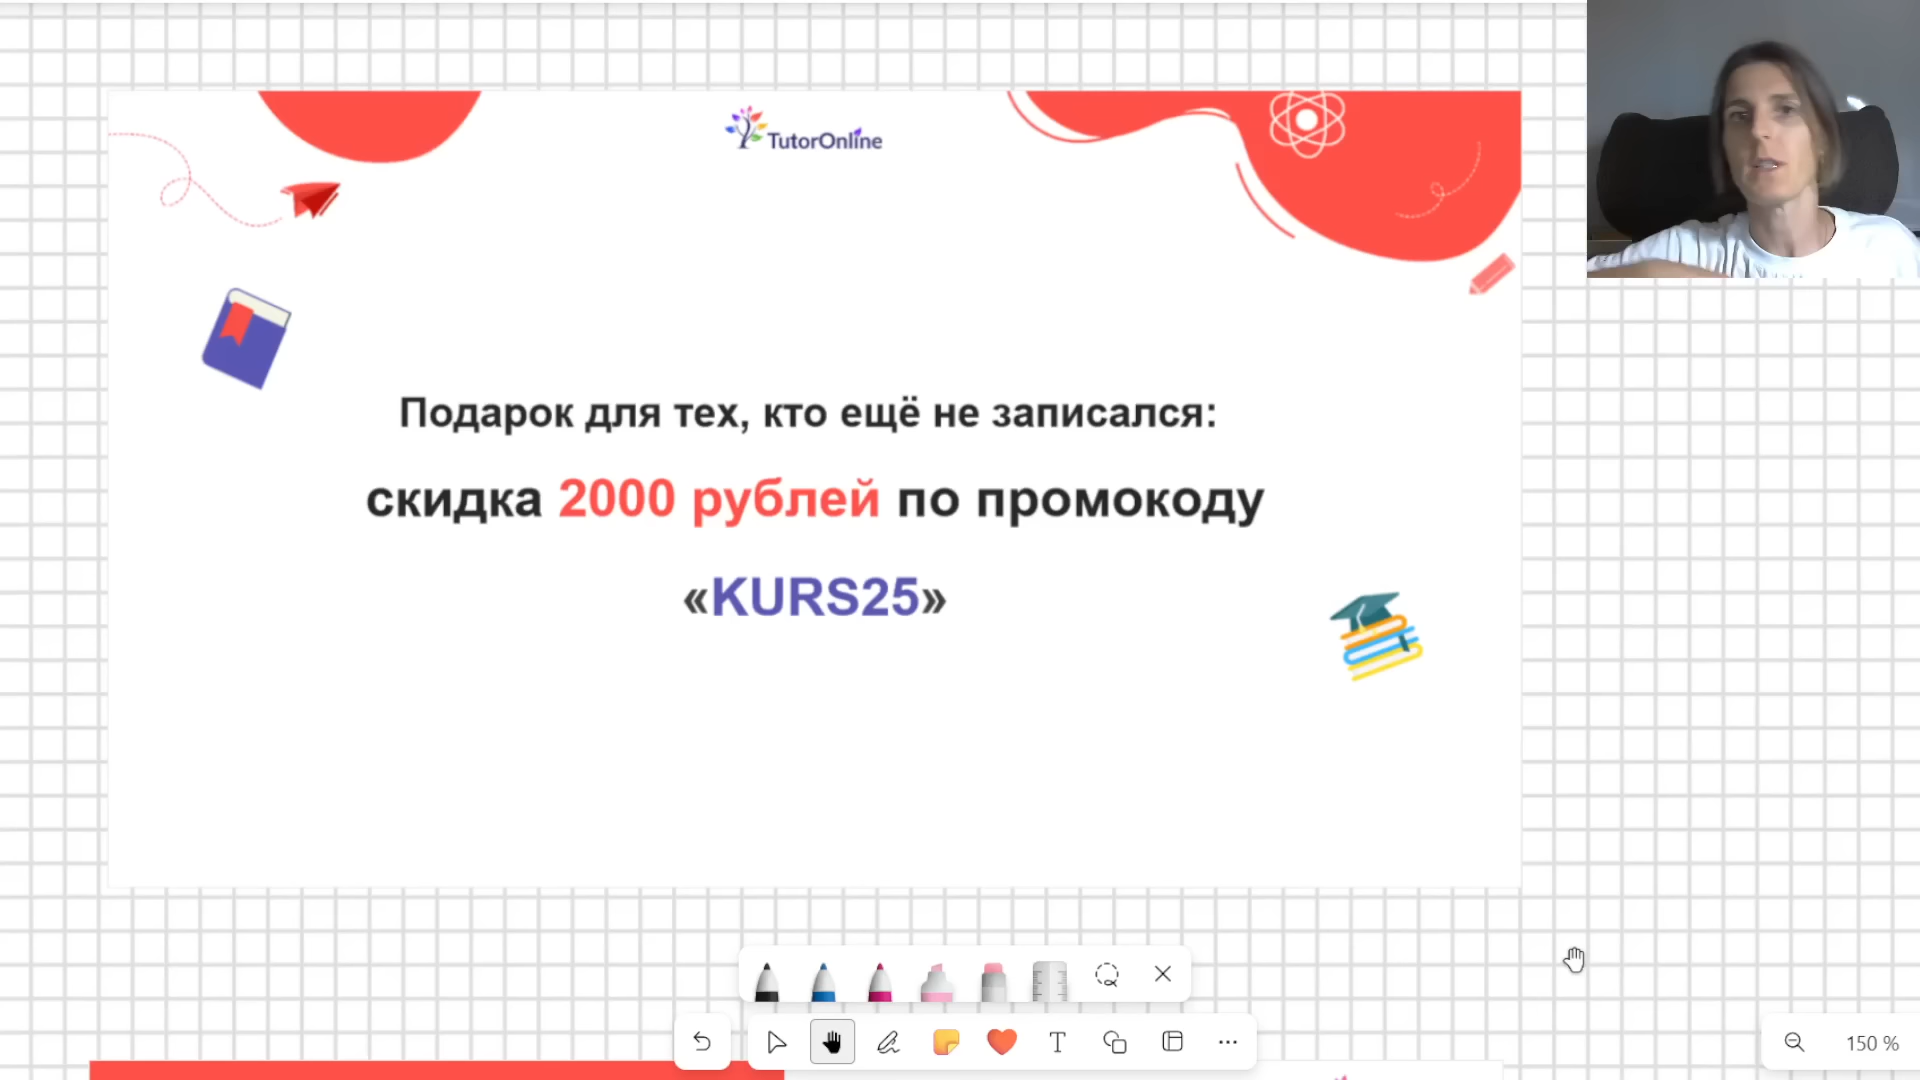 TutorOnline
Подарок для тех, кто ещё не записался:
скидка 2000 рублей по промокоду
«KURS25»
150 %